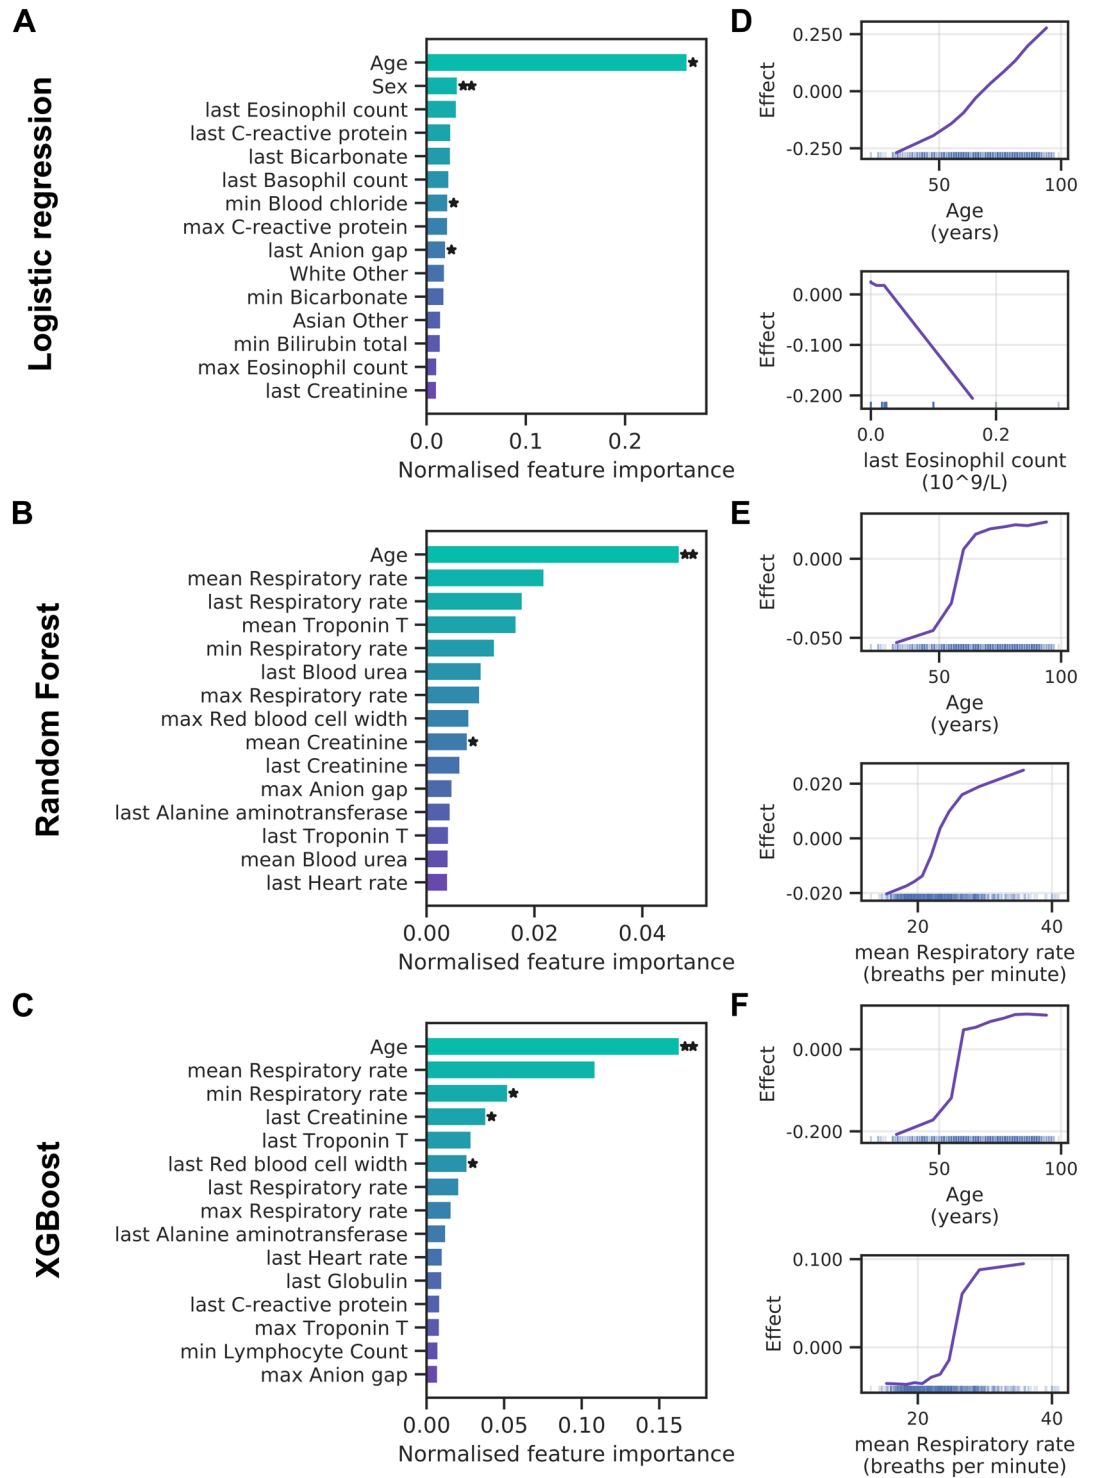 A
Logistic regression
Age
Sex
last Eosinophil count
last C-reactive protein
last Bicarbonate
last Basophil count
min Blood chloride
max C-reactive protein
last Anion gap
White Other
min Bicarbonate
Asian Other
min Bilirubin total
max Eosinophil count
last Creatinine
★
★★
★
★
0.0 0.1 0.2
Normalised feature importance
D
Effect
0.250
0.000
-0.250
50 100
Age
(years)
Effect
0.000
-0.100
-0.200
0.0 0.2
last Eosinophil count
(10^9/L)
B
Random Forest
Age
mean Respiratory rate
last Respiratory rate
mean Troponin T
min Respiratory rate
last Blood urea
max Respiratory rate
max Red blood cell width
mean Creatinine
last Creatinine
max Anion gap
last Alanine aminotransferase
last Troponin T
mean Blood urea
last Heart rate
★★
★
0.00 0.02 0.04
Normalised feature importance
E
Effect
0.000
-0.050
50 100
Age
(years)
Effect
0.020
0.000
-0.020
20 40
mean Respiratory rate
(breaths per minute)
C
XGBoost
Age
mean Respiratory rate
min Respiratory rate
last Creatinine
last Troponin T
last Red blood cell width
last Respiratory rate
max Respiratory rate
last Alanine aminotransferase
last Heart rate
last Globulin
last C-reactive protein
max Troponin T
min Lymphocyte Count
max Anion gap
★★
★
★
★
0.00 0.05 0.10 0.15
Normalised feature importance
F
Effect
0.000
-0.200
50 100
Age
(years)
Effect
0.100
0.000
20 40
mean Respiratory rate
(breaths per minute)